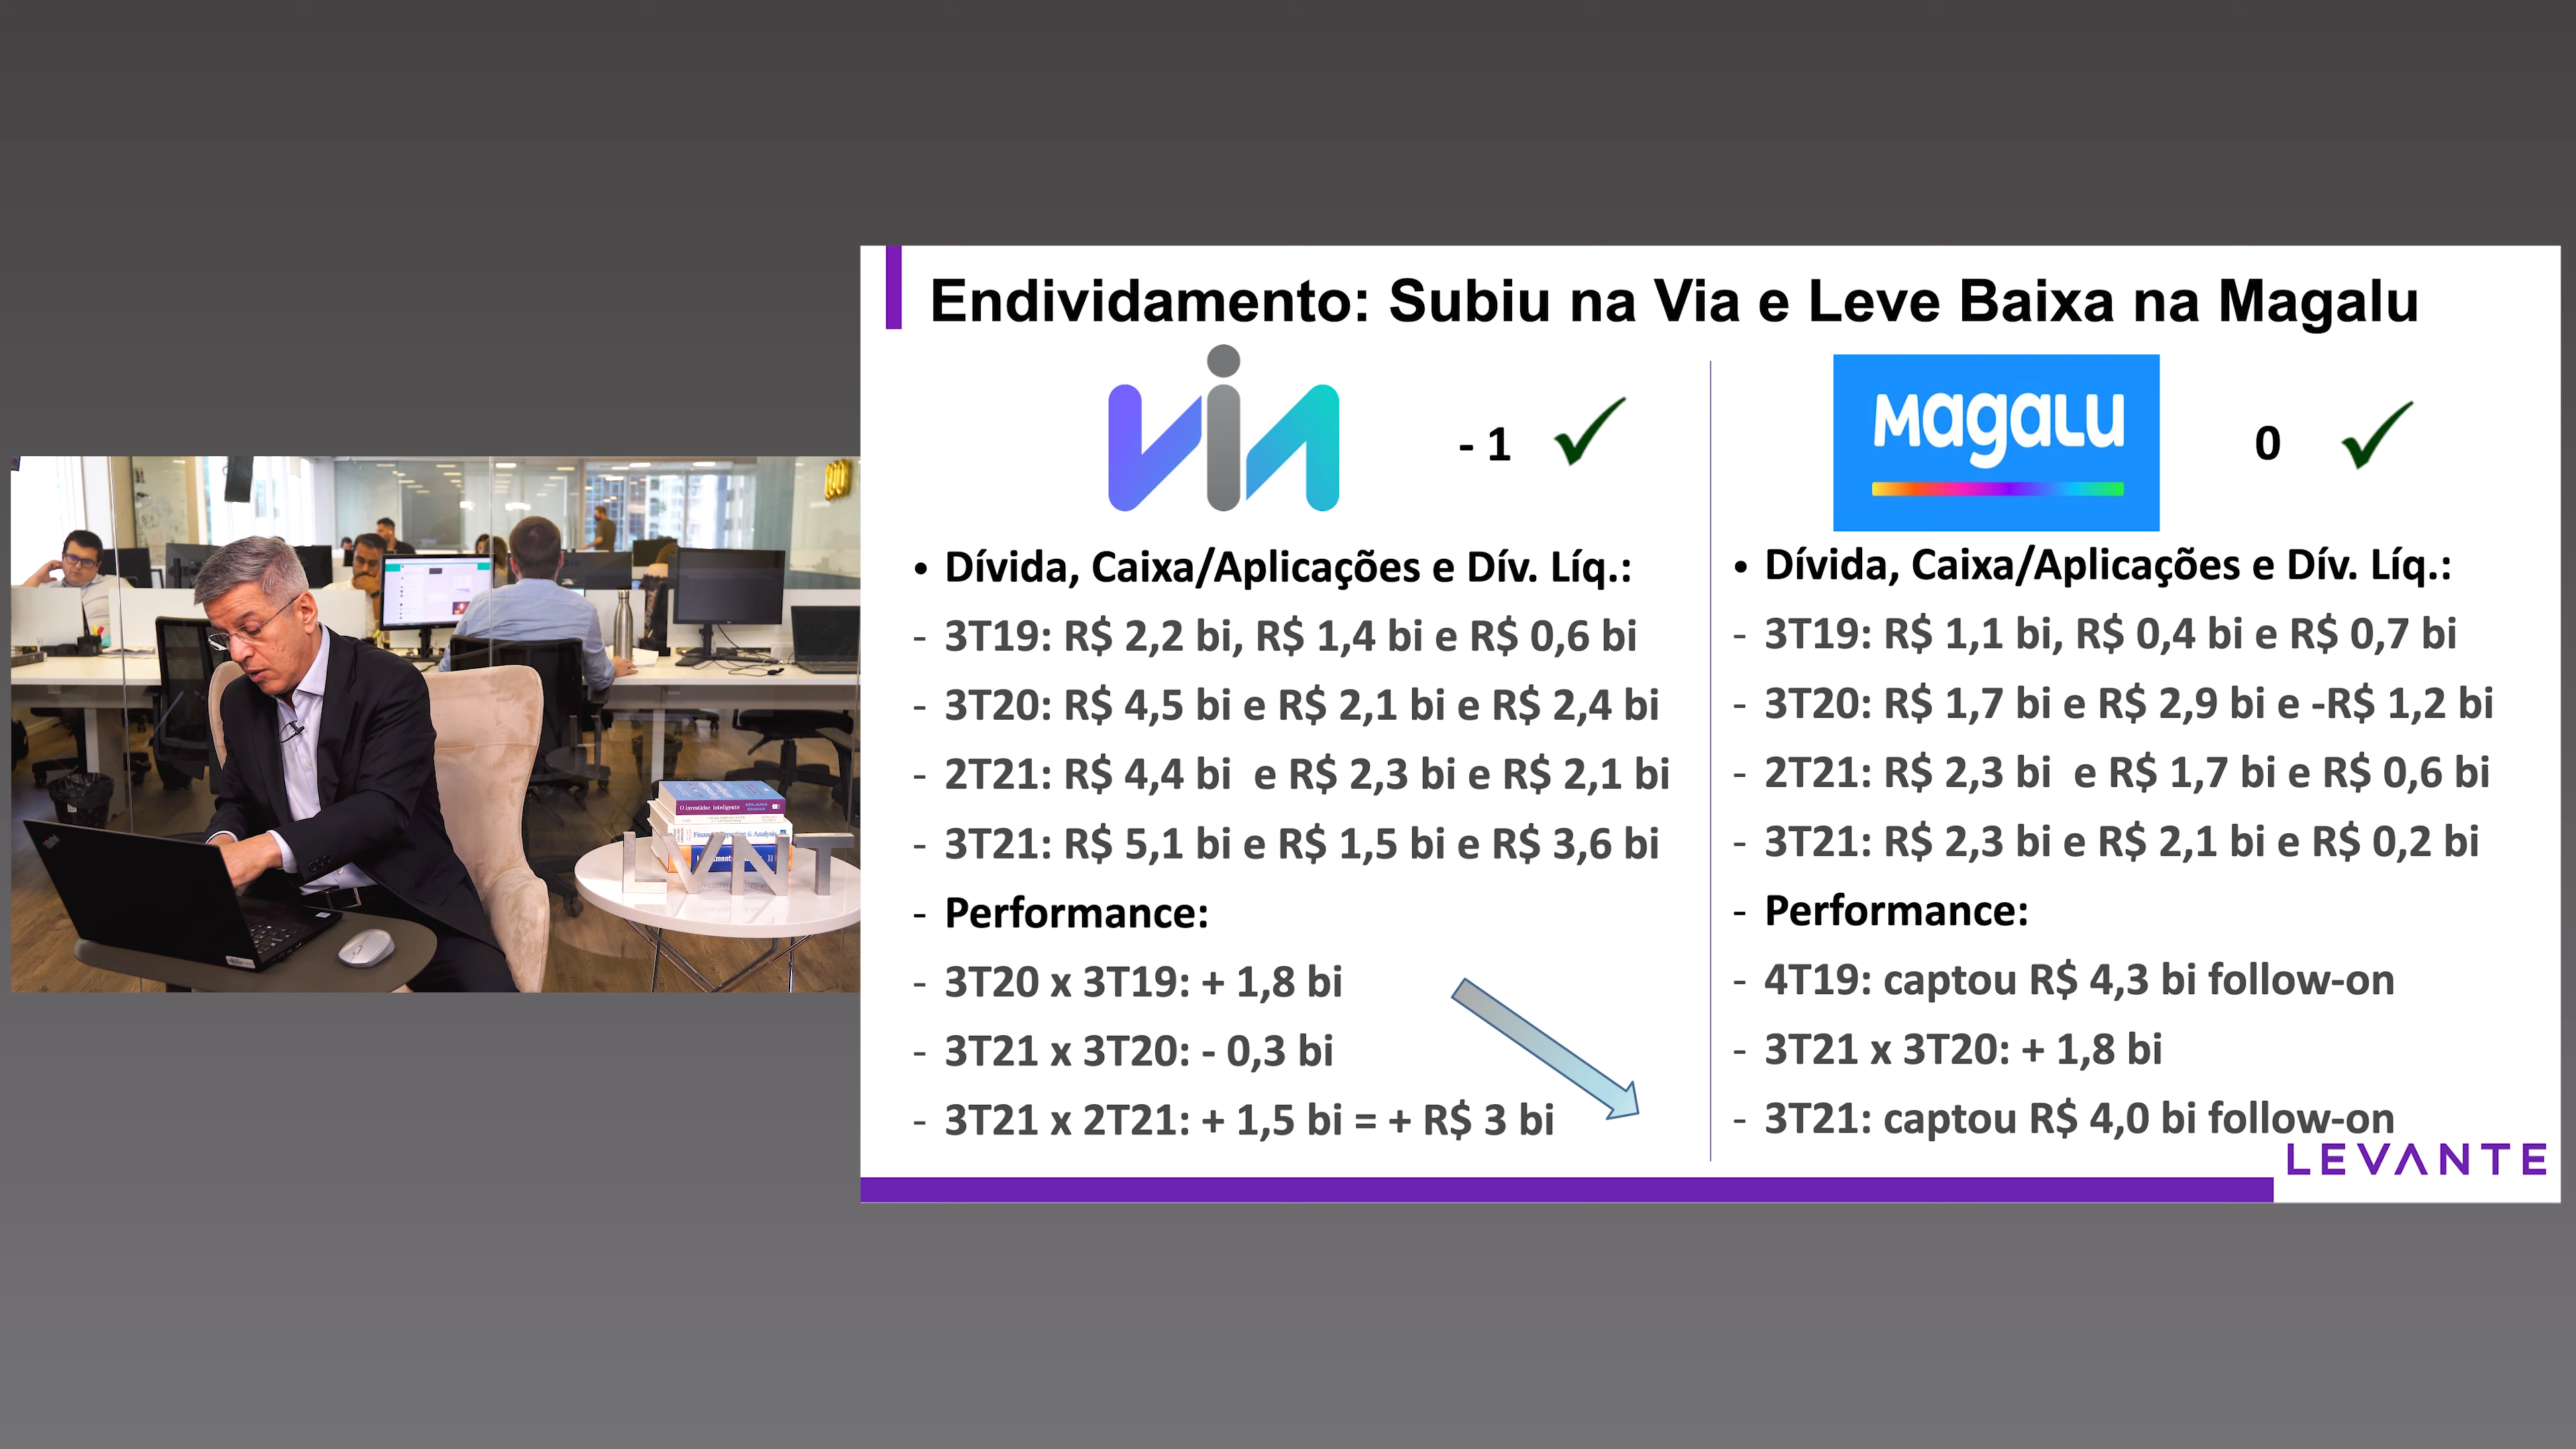 Endividamento: Subiu na Via e Leve Baixa na Magalu
via
- 1
• Dívida, Caixa/Aplicações e Dív. Líq.:
- 3T19: R$ 2,2 bi, R$ 1,4 bi e R$ 0,6 bi
- 3T20: R$ 4,5 bi e R$ 2,1 bi e R$ 2,4 bi
- 2T21: R$ 4,4 bi  e R$ 2,3 bi e R$ 2,1 bi
- 3T21: R$ 5,1 bi e R$ 1,5 bi e R$ 3,6 bi
- Performance:
- 3T20 x 3T19: + 1,8 bi
- 3T21 x 3T20: - 0,3 bi
- 3T21 x 2T21: + 1,5 bi = + R$ 3 bi
Magalu
0
• Dívida, Caixa/Aplicações e Dív. Líq.:
- 3T19: R$ 1,1 bi, R$ 0,4 bi e R$ 0,7 bi
- 3T20: R$ 1,7 bi e R$ 2,9 bi e -R$ 1,2 bi
- 2T21: R$ 2,3 bi  e R$ 1,7 bi e R$ 0,6 bi
- 3T21: R$ 2,3 bi e R$ 2,1 bi e R$ 0,2 bi
- Performance:
- 4T19: captou R$ 4,3 bi follow-on
- 3T21 x 3T20: + 1,8 bi
- 3T21: captou R$ 4,0 bi follow-on
LEVANTE
O investidor inteligente
LVNT